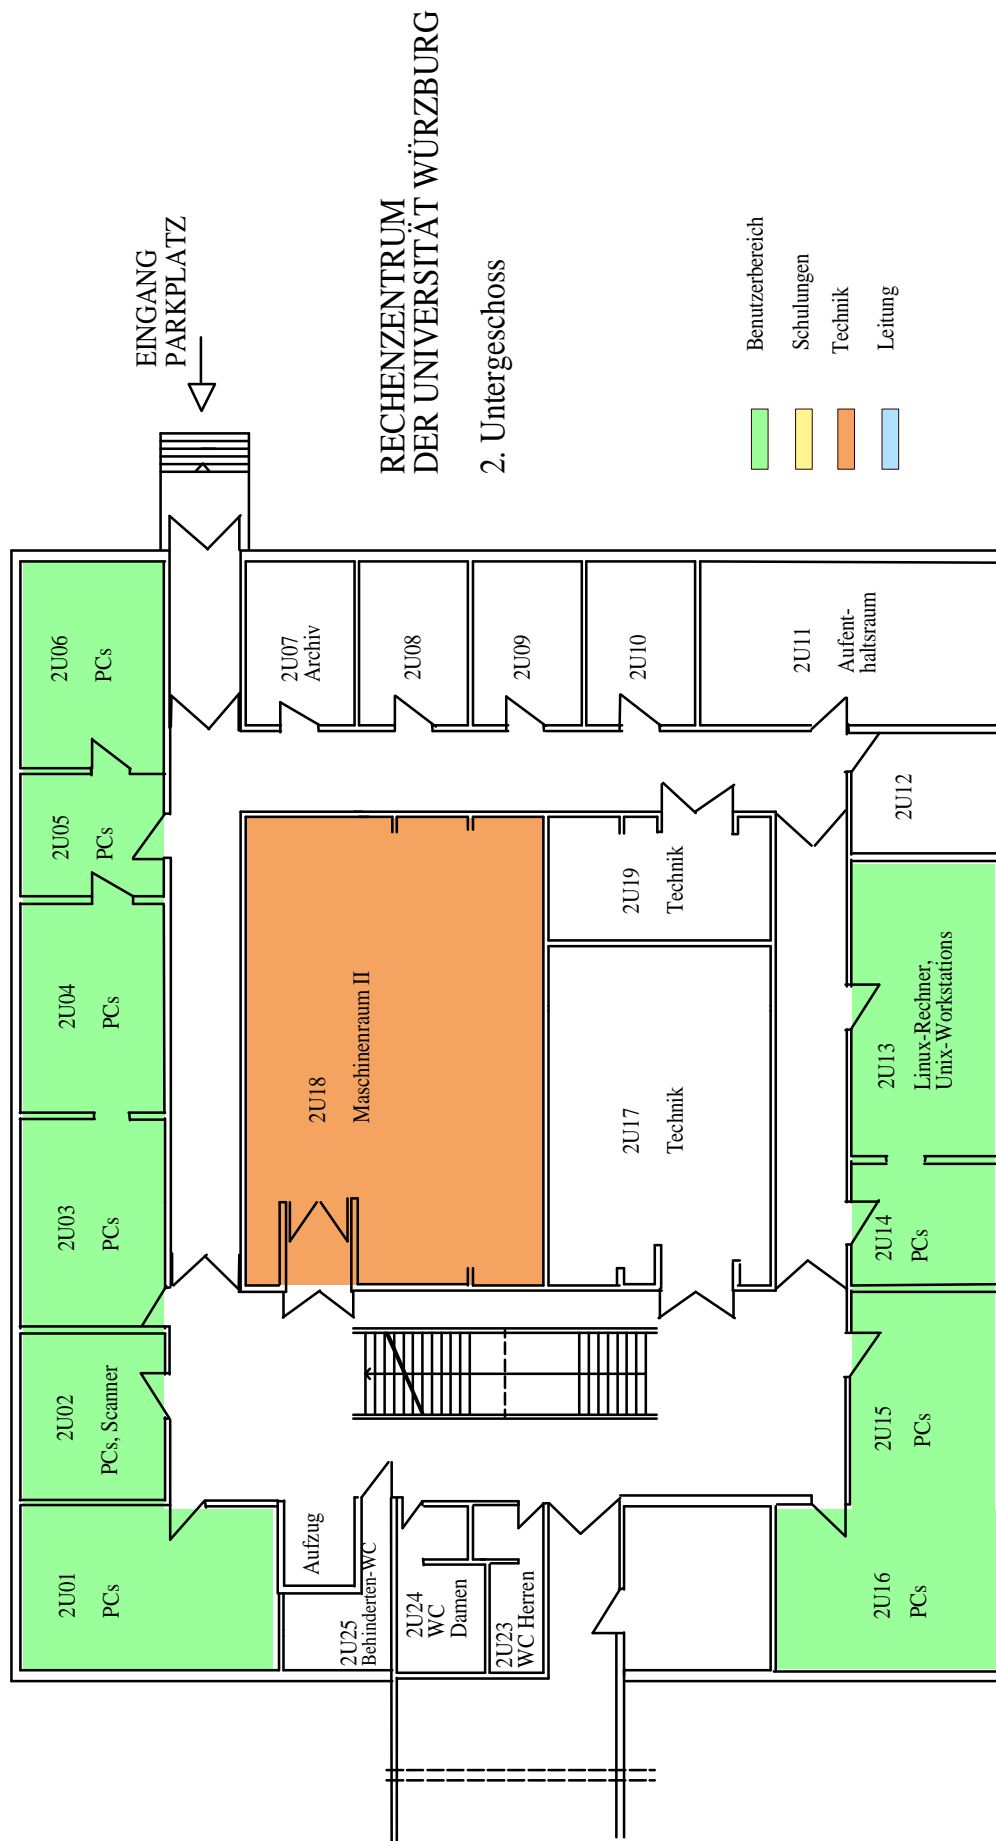 RECHENZENTRUM
DER UNIVERSITÄT WÜRZBURG
2. Untergeschoss
EINGANG
PARKPLATZ
Benutzerbereich
Schulungen
Technik
Leitung
2U01
PCs
2U02
PCs, Scanner
2U03
PCs
2U04
PCs
2U05
PCs
2U06
PCs
2U07
Archiv
2U08
2U09
2U10
2U11
Aufent-
haltsraum
2U12
2U13
Linux-Rechner,
Unix-Workstations
2U14
PCs
2U15
PCs
2U16
PCs
2U17
Technik
2U18
Maschinenraum II
2U19
Technik
Aufzug
2U25
Behinderten-WC
2U24
WC
Damen
2U23
WC Herren